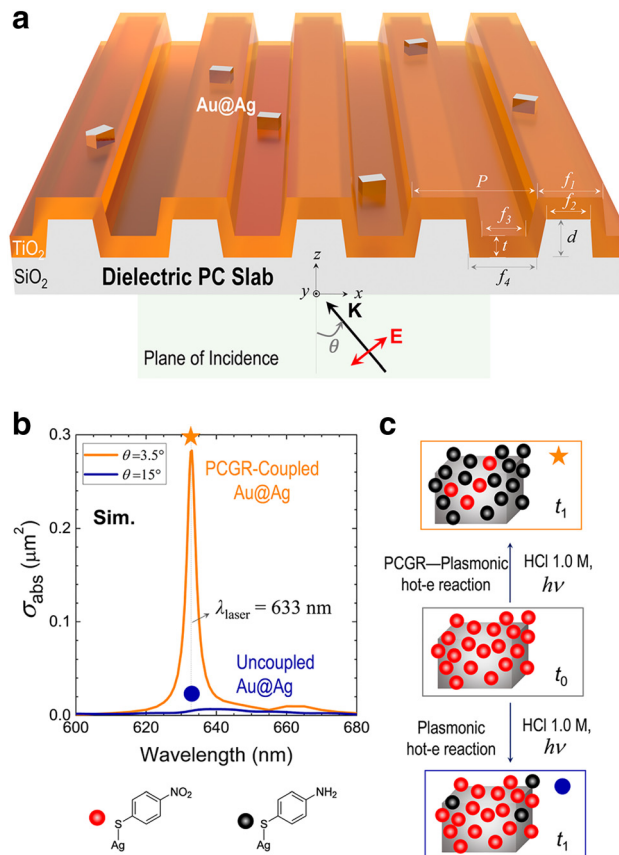 a
Au@Ag
P
f1
f2
f3
t
d
f4
TiO2
SiO2
Dielectric PC Slab
z
y
x
K
θ
E
Plane of Incidence
b
c
0.3
0.2
0.1
0.0
σabs (μm²)
θ=3.5°
θ=15°
Sim.
PCGR-Coupled
Au@Ag
λlaser = 633 nm
Uncoupled
Au@Ag
600 620 640 660 680
Wavelength (nm)
NO2
S
Ag
NH2
S
Ag
t1
PCGR—Plasmonic
hot-e reaction
HCl 1.0 M,
hν
t0
Plasmonic
hot-e reaction
HCl 1.0 M,
hν
t1